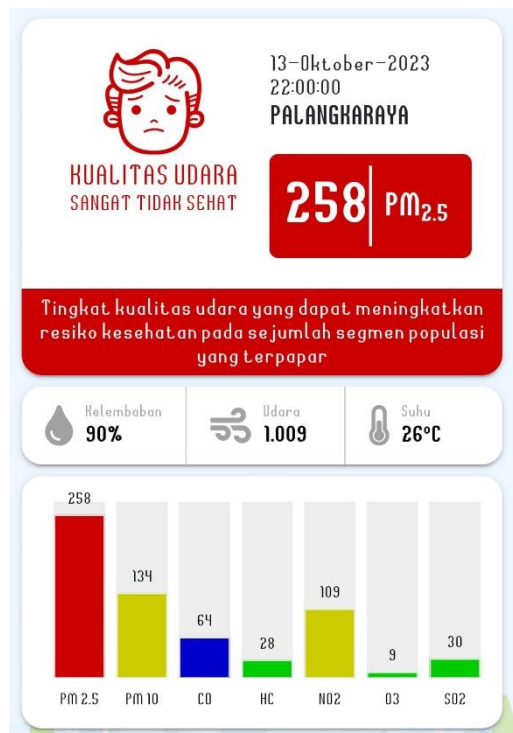 13-Oktober-2023
22:00:00
PALANGKARAYA
KUALITAS UDARA
SANGAT TIDAK SEHAT
258 PM2.5
Tingkat kualitas udara yang dapat meningkatkan
resiko kesehatan pada sejumlah segmen populasi
yang terpapar
Kelembaban
90%
Udara
1.009
Suhu
26°C
258
134
64
28
109
9
30
PM 2.5 PM 10 CO HC NO2 O3 SO2